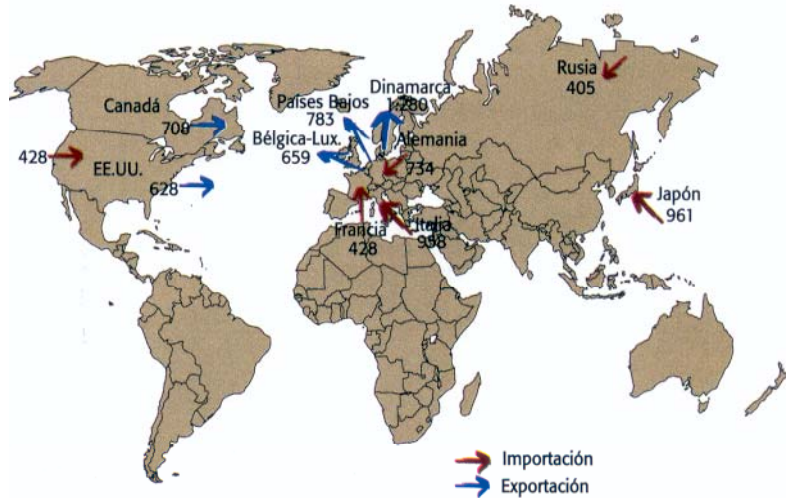 Rusia
405
Dinamarca
1.280
Países Bajos
783
Canadá
700
Alemania
734
Bélgica-Lux.
659
428
EE.UU.
628
Japón
961
Italia
958
Francia
428
Importación
Exportación